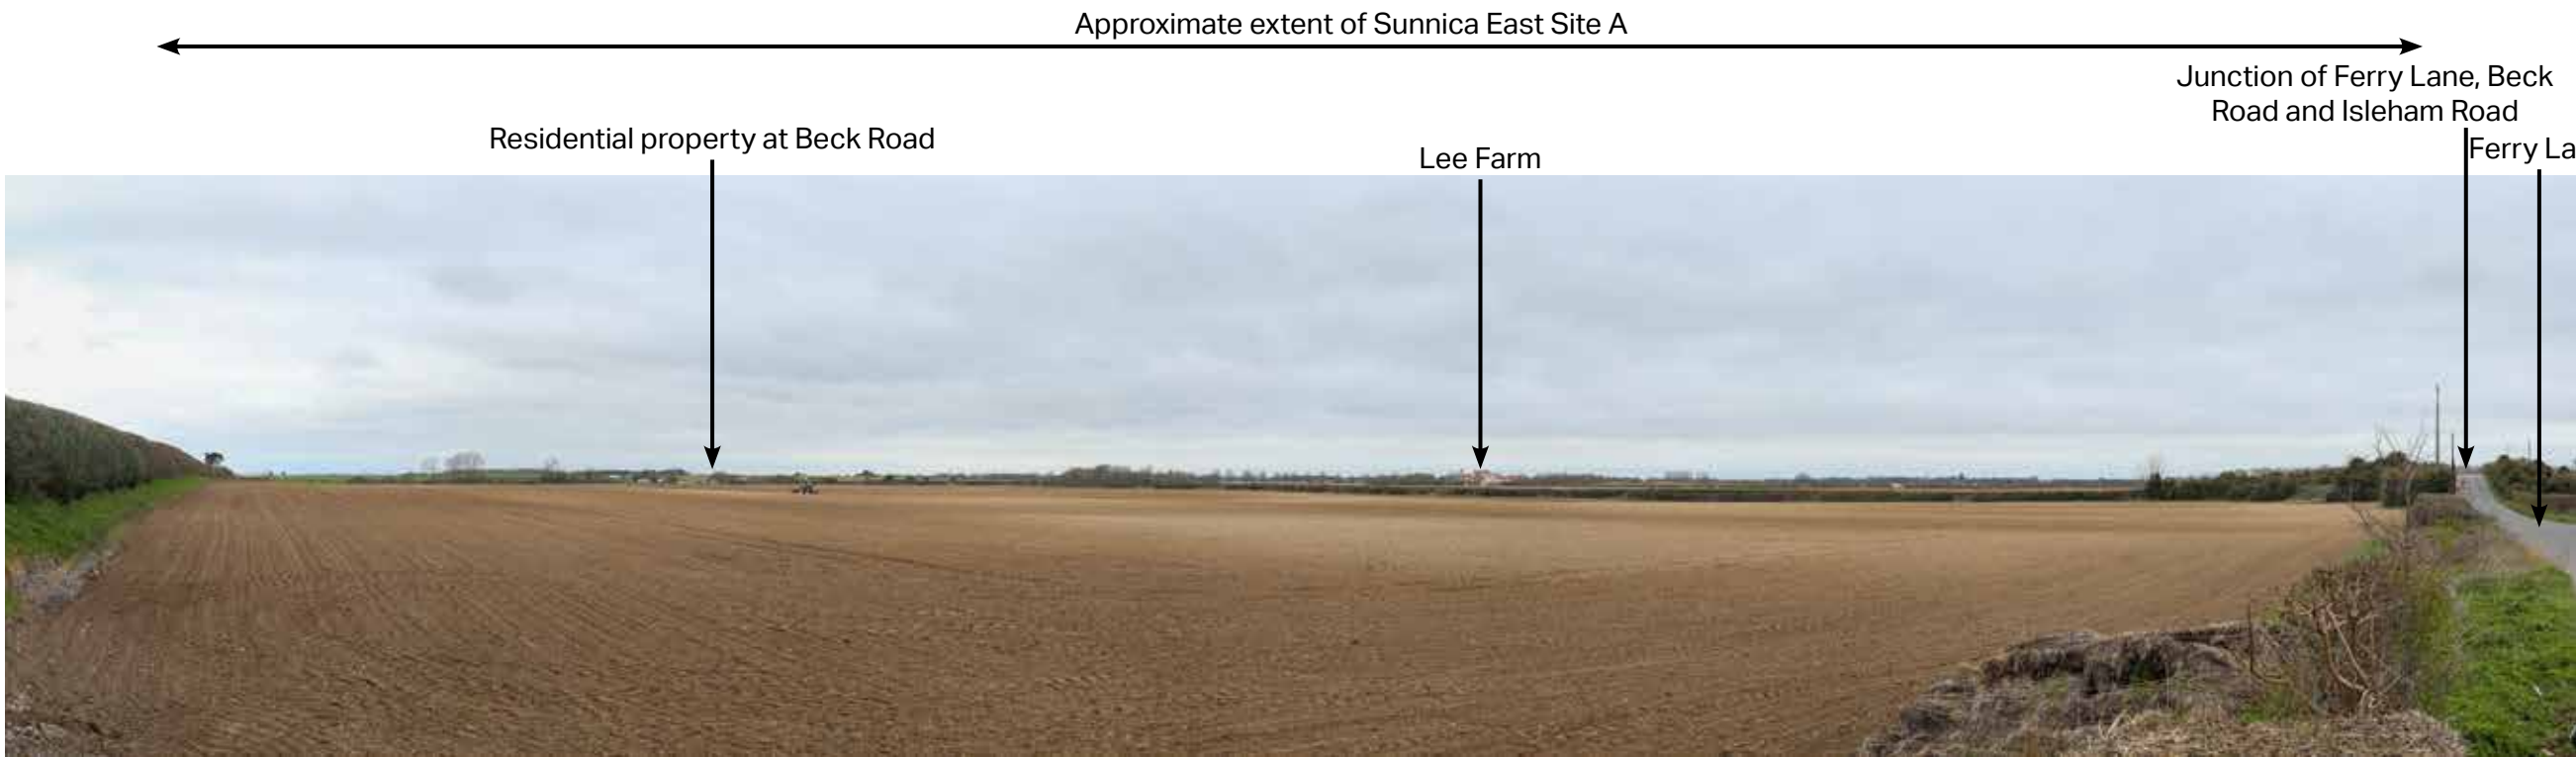 Approximate extent of Sunnica East Site A
Junction of Ferry Lane, Beck
Road and Isleham Road
Residential property at Beck Road
Lee Farm
Ferry La